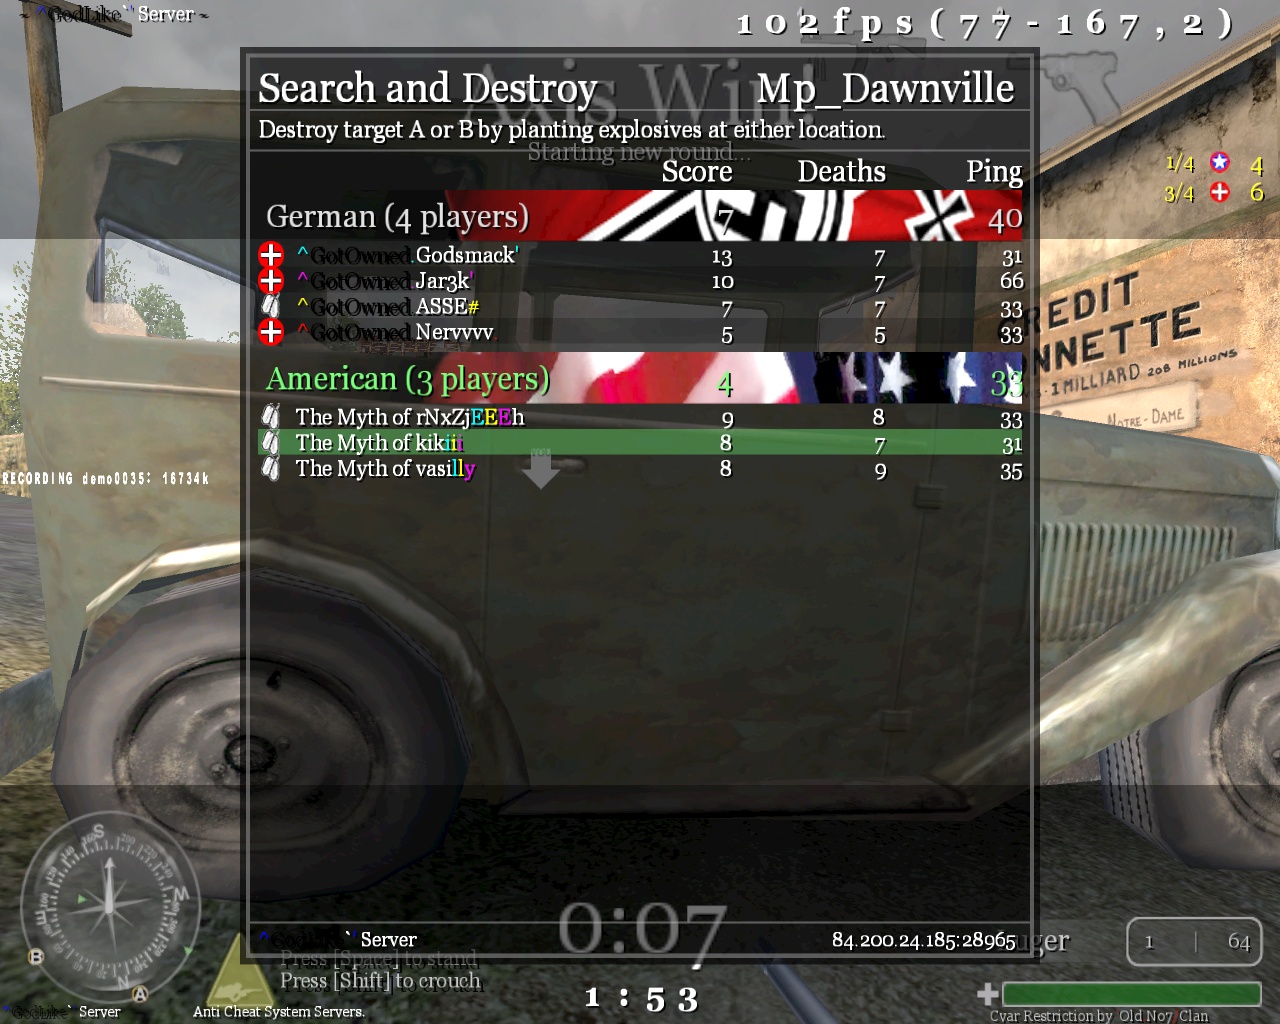 ~ ^GodLike`' Server ~
102fps(77-167,2)
Axis Win!
Search and Destroy Mp_Dawnville
Destroy target A or B by planting explosives at either location.
Starting new round...
Score Deaths Ping
1/4 4
3/4 6
German (4 players) 7 40
^GotOwned.Godsmack' 13 7 31
^GotOwned.Jar3k' 10 7 66
^GotOwned.ASSE# 7 7 33
^GotOwned.Nervvvv. 5 5 33
REDIT
NNETTE
1 MILLIARD 208 MILLIONS
NOTRE-DAME
American (3 players) 4 33
The Myth of rNxZjEEEh 9 8 33
The Myth of kikiii 8 7 31
The Myth of vasilly 8 9 35
RECORDING demo0035: 16734k
0:07
^GodLike`' Server 84.200.24.185:28965
uger
1 | 64
Press [Space] to stand
Press [Shift] to crouch
1:53
S
W
N
E
B
A
^GodLike` Server Anti Cheat System Servers.
Cvar Restriction by Old No7 Clan